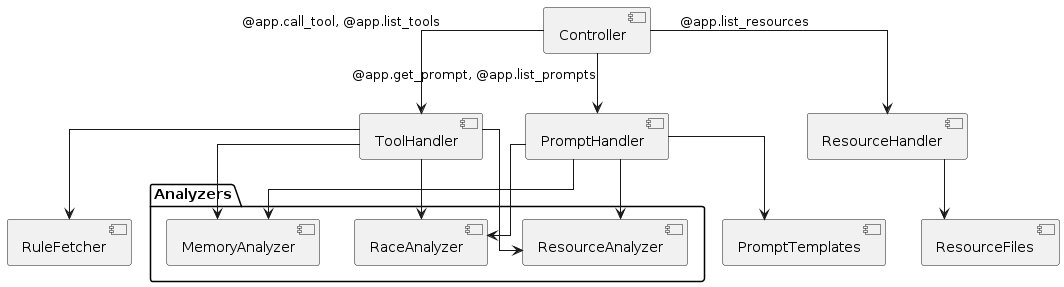 @app.call_tool, @app.list_tools
Controller
@app.list_resources
@app.get_prompt, @app.list_prompts
ToolHandler
PromptHandler
ResourceHandler
Analyzers
RuleFetcher
MemoryAnalyzer
RaceAnalyzer
ResourceAnalyzer
PromptTemplates
ResourceFiles